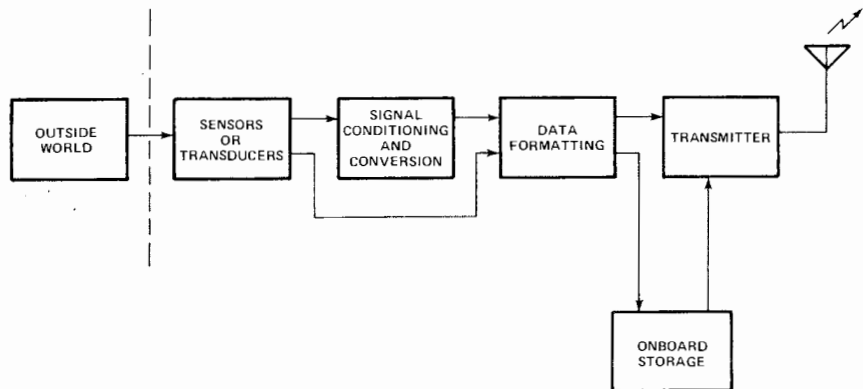 OUTSIDE
WORLD
SENSORS
OR
TRANSDUCERS
SIGNAL
CONDITIONING
AND
CONVERSION
DATA
FORMATTING
TRANSMITTER
ONBOARD
STORAGE